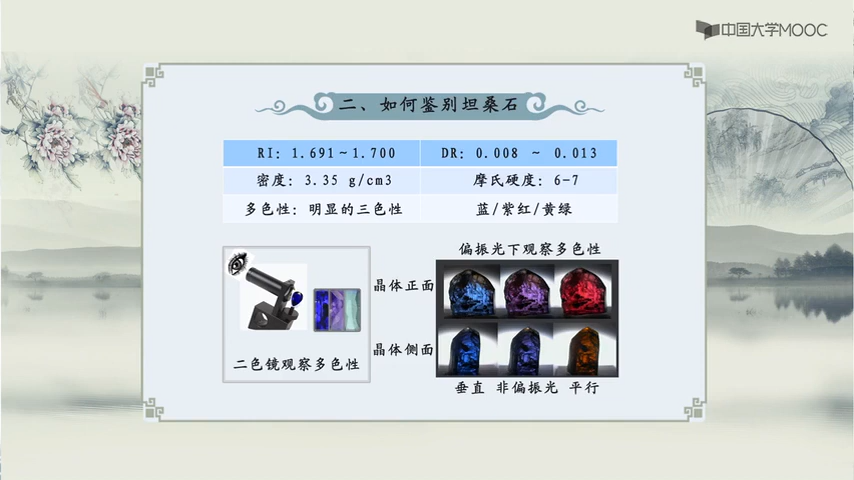 中国大学MOOC
二、如何鉴别坦桑石
RI: 1.691~1.700
DR: 0.008 ~ 0.013
密度: 3.35 g/cm3
摩氏硬度: 6-7
多色性: 明显的三色性
蓝/紫红/黄绿
偏振光下观察多色性
晶体正面
晶体侧面
二色镜观察多色性
垂直 非偏振光 平行